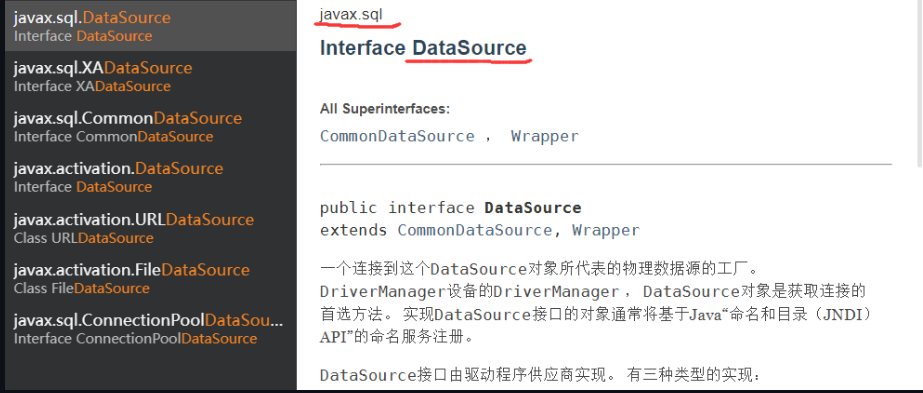 javax.sql.DataSource
Interface DataSource
javax.sql.XADataSource
Interface XADataSource
javax.sql.CommonDataSource
Interface CommonDataSource
javax.activation.DataSource
Interface DataSource
javax.activation.URLDataSource
Class URLDataSource
javax.activation.FileDataSource
Class FileDataSource
javax.sql.ConnectionPoolDataSou...
Interface ConnectionPoolDataSource
javax.sql
Interface DataSource
All Superinterfaces:
CommonDataSource ， Wrapper
public interface DataSource
extends CommonDataSource, Wrapper
一个连接到这个DataSource对象所代表的物理数据源的工厂。
DriverManager设备的DriverManager ，DataSource对象是获取连接的
首选方法。 实现DataSource接口的对象通常将基于Java“命名和目录（JNDI）
API”的命名服务注册。
DataSource接口由驱动程序供应商实现。 有三种类型的实现：